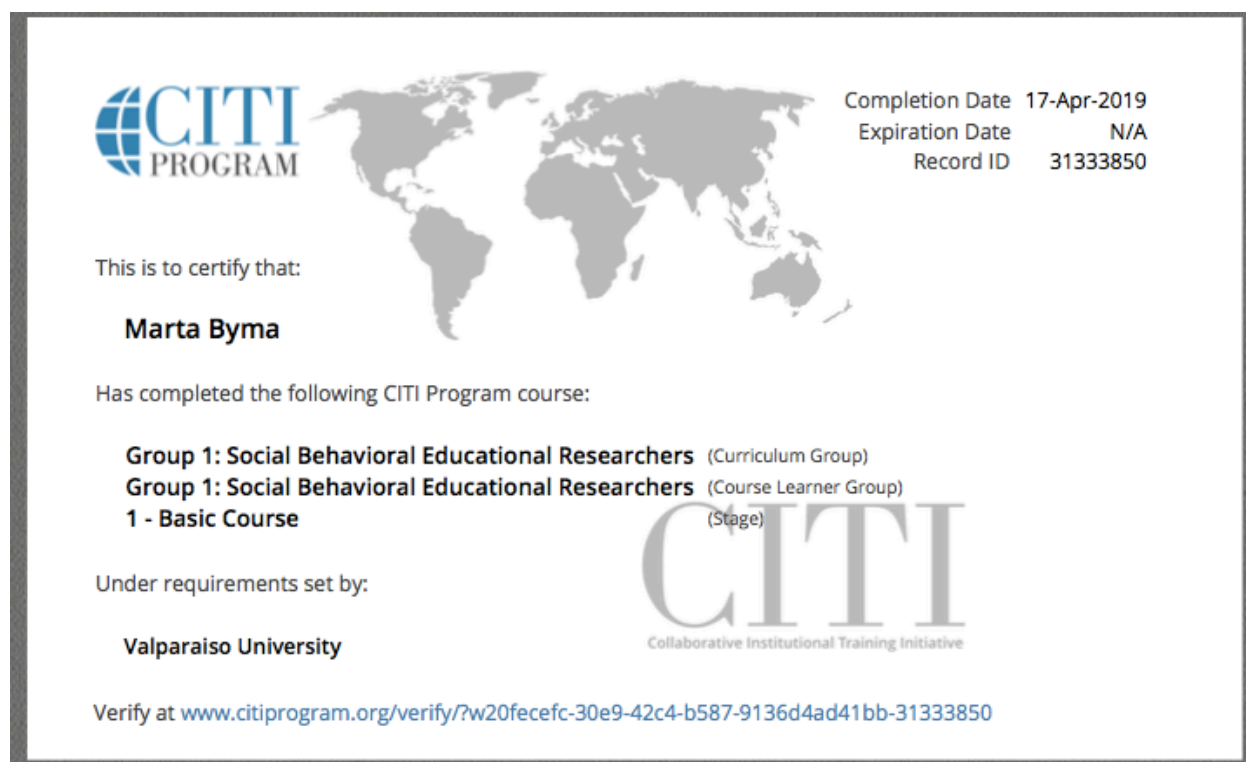 CITI
PROGRAM
Completion Date 17-Apr-2019
Expiration Date N/A
Record ID 31333850
This is to certify that:
Marta Byma
Has completed the following CITI Program course:
Group 1: Social Behavioral Educational Researchers (Curriculum Group)
Group 1: Social Behavioral Educational Researchers (Course Learner Group)
1 - Basic Course (Stage)
Under requirements set by:
CITI
Collaborative Institutional Training Initiative
Valparaiso University
Verify at www.citiprogram.org/verify/?w20fecefc-30e9-42c4-b587-9136d4ad41bb-31333850